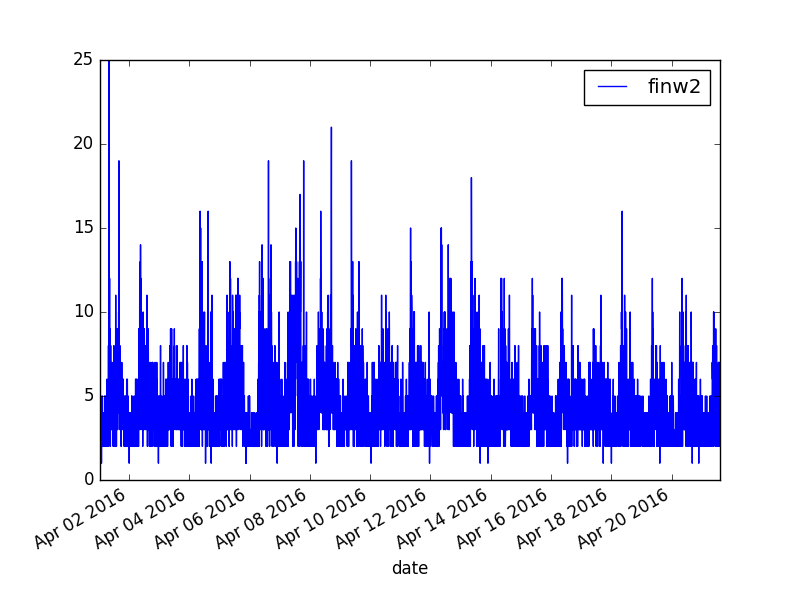 25
20
15
10
5
0
finw2
Apr 02 2016
Apr 04 2016
Apr 06 2016
Apr 08 2016
Apr 10 2016
Apr 12 2016
Apr 14 2016
Apr 16 2016
Apr 18 2016
Apr 20 2016
date